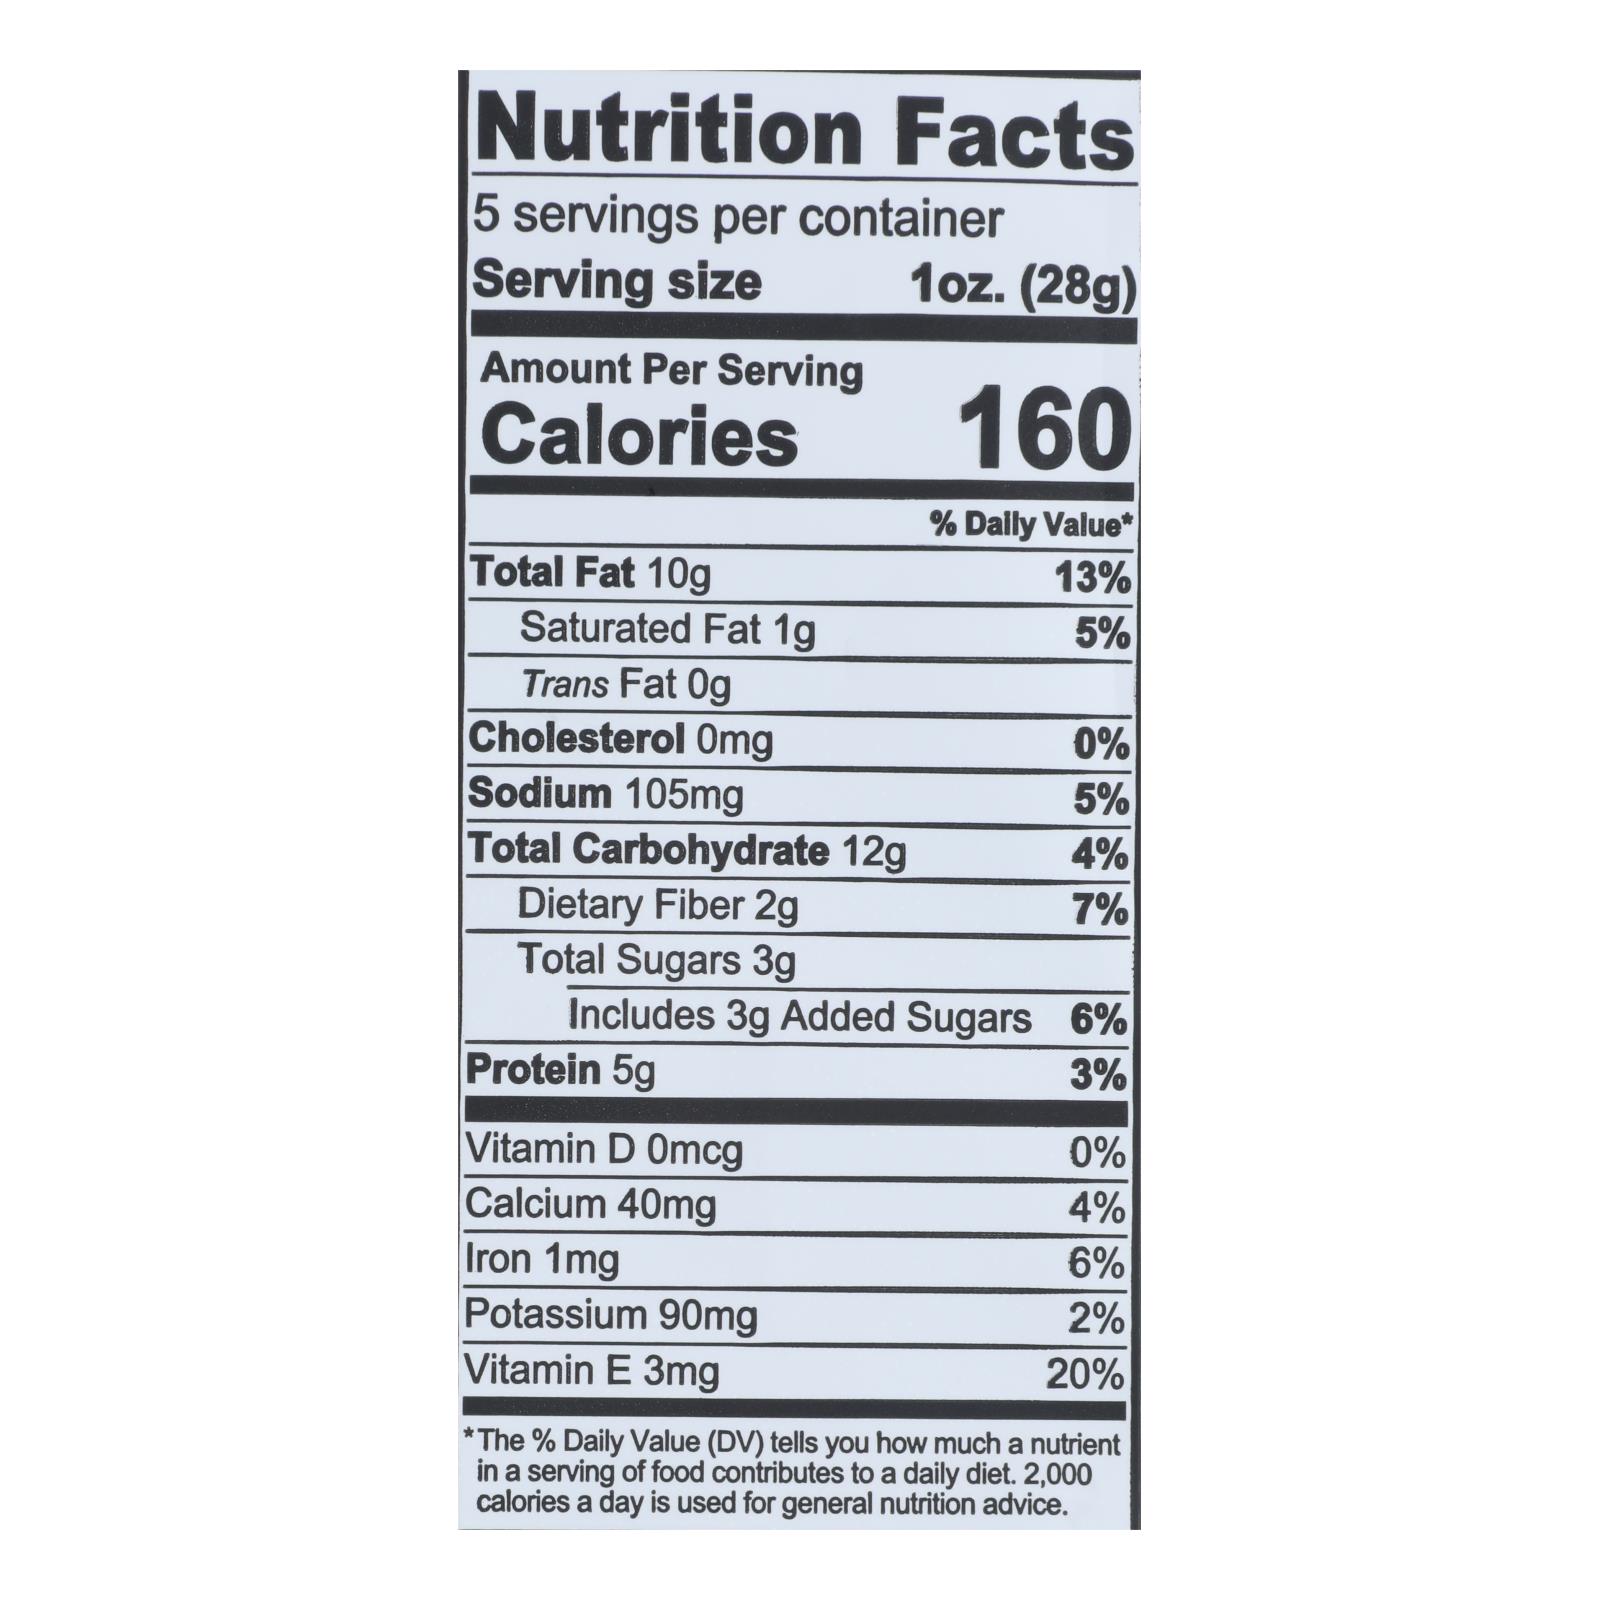 Nutrition Facts
5 servings per container
Serving size 1oz. (28g)
Amount Per Serving
Calories 160
% Daily Value*
Total Fat 10g 13%
Saturated Fat 1g 5%
Trans Fat 0g
Cholesterol 0mg 0%
Sodium 105mg 5%
Total Carbohydrate 12g 4%
Dietary Fiber 2g 7%
Total Sugars 3g
Includes 3g Added Sugars 6%
Protein 5g 3%
Vitamin D 0mcg 0%
Calcium 40mg 4%
Iron 1mg 6%
Potassium 90mg 2%
Vitamin E 3mg 20%
*The % Daily Value (DV) tells you how much a nutrient
in a serving of food contributes to a daily diet. 2,000
calories a day is used for general nutrition advice.